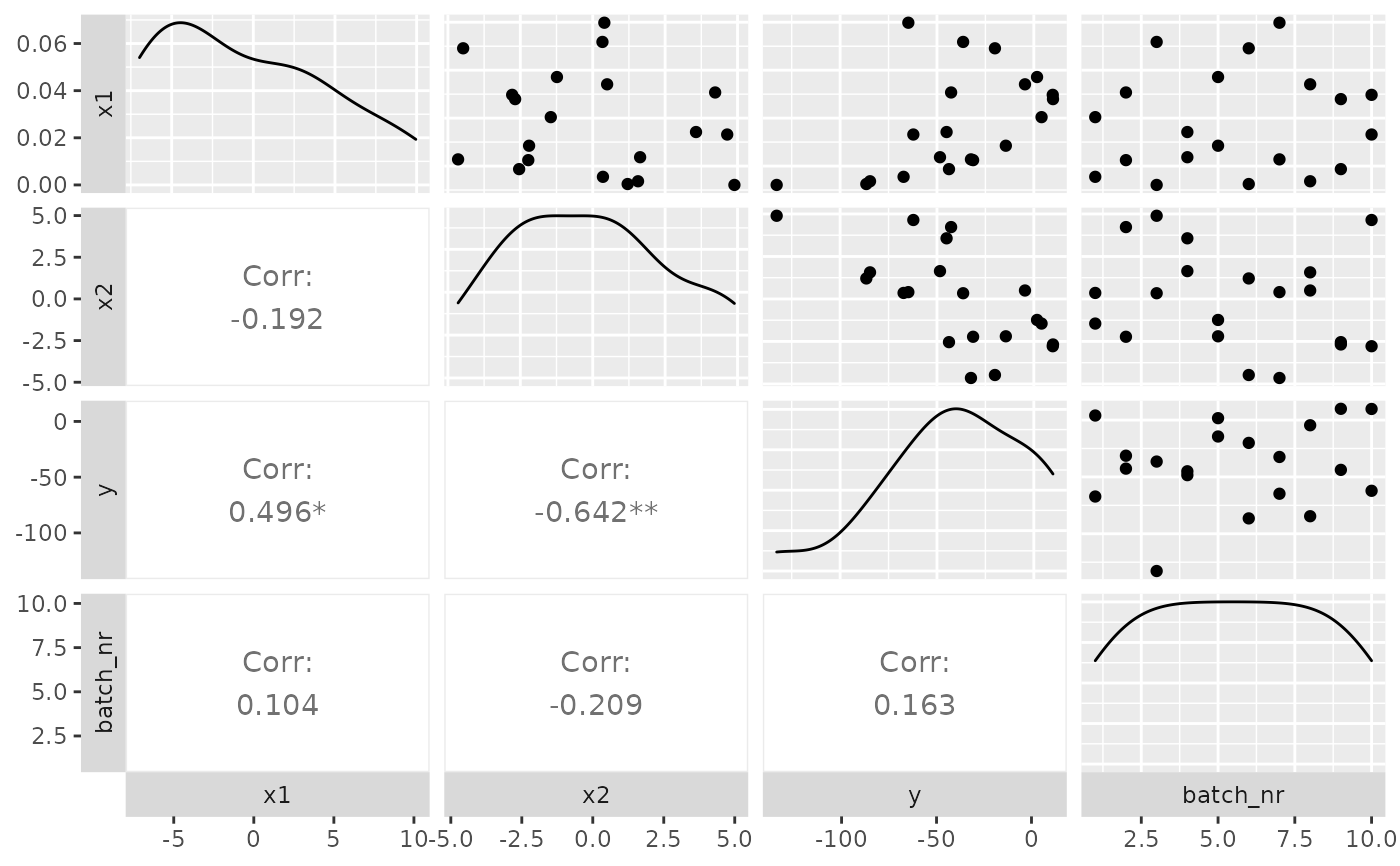 0.06
0.04
0.02
0.00
x1
5.0
2.5
0.0
-2.5
-5.0
x2
Corr:
-0.192
0
-50
-100
y
Corr:
0.496*
Corr:
-0.642**
10.0
7.5
5.0
2.5
batch_nr
Corr:
0.104
Corr:
-0.209
Corr:
0.163
x1 x2 y batch_nr
-5 0 5 10 -5.0 -2.5 0.0 2.5 5.0 -100 -50 0 2.5 5.0 7.5 10.0